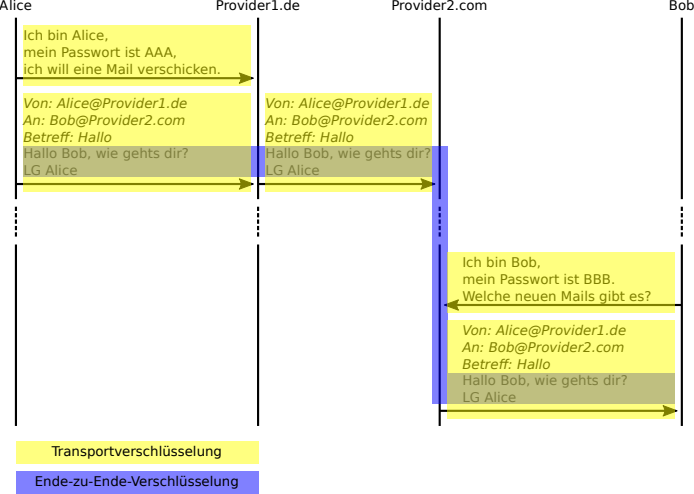 Alice Provider1.de Provider2.com Bob
Ich bin Alice,
mein Passwort ist AAA,
ich will eine Mail verschicken.
Von: Alice@Provider1.de
An: Bob@Provider2.com
Betreff: Hallo
Hallo Bob, wie gehts dir?
LG Alice
Von: Alice@Provider1.de
An: Bob@Provider2.com
Betreff: Hallo
Hallo Bob, wie gehts dir?
LG Alice
Ich bin Bob,
mein Passwort ist BBB.
Welche neuen Mails gibt es?
Von: Alice@Provider1.de
An: Bob@Provider2.com
Betreff: Hallo
Hallo Bob, wie gehts dir?
LG Alice
Transportverschlüsselung
Ende-zu-Ende-Verschlüsselung